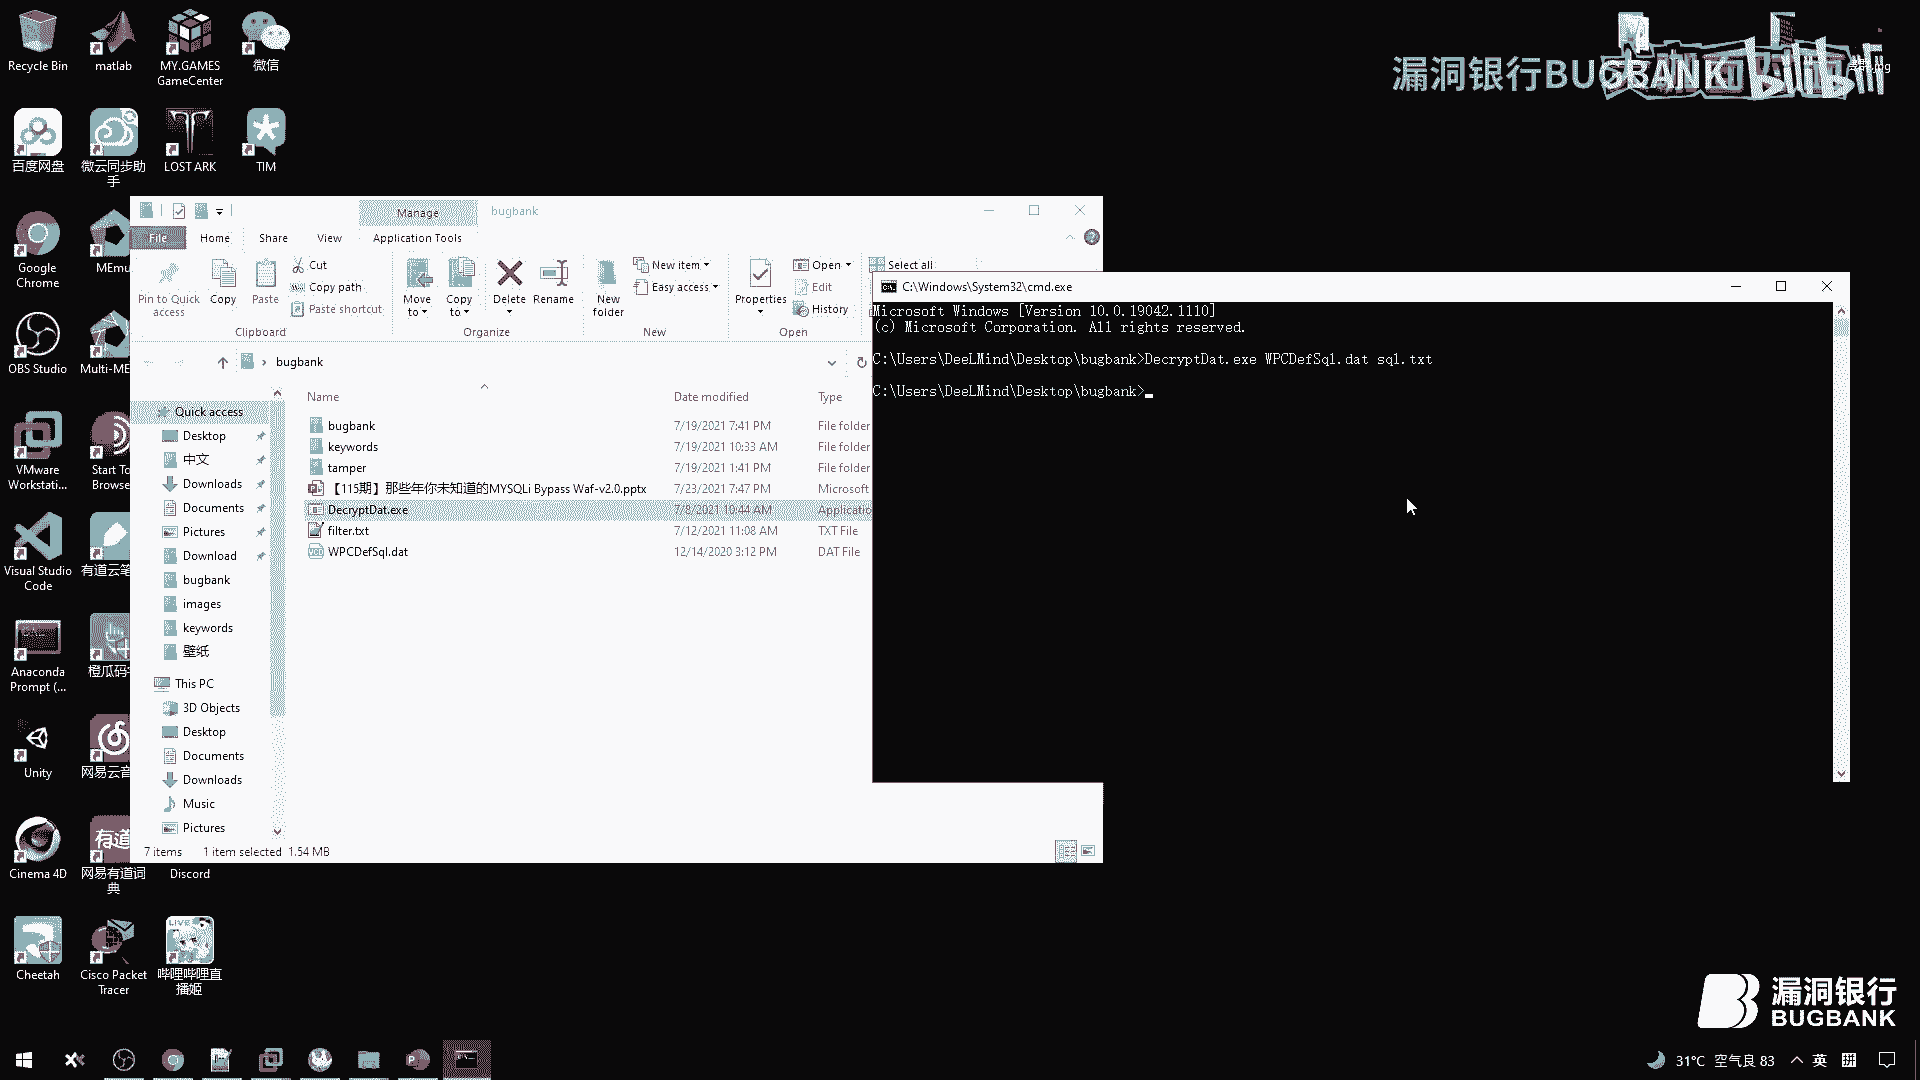 Recycle Bin
matlab
MY.GAMES
GameCenter
微信
漏洞银行BUGBANK
bilibili
百度网盘
微云同步助
手
LOST ARK
TIM
Manage
bugbank
File
Home
Share
View
Application Tools
Google
Chrome
MEmu
Pin to Quick
access
Copy
Paste
Cut
Copy path
Paste shortcut
Clipboard
Move
to
Copy
to
Delete
Rename
Organize
New
folder
New item
Easy access
New
Properties
Open
Edit
History
Open
Select all
C:\Windows\System32\cmd.exe
Microsoft Windows [Version 10.0.19042.1110]
(c) Microsoft Corporation. All rights reserved.
C:\Users\DeeLMind\Desktop\bugbank>DecryptDat.exe WPCDefSql.dat sql.txt
C:\Users\DeeLMind\Desktop\bugbank>
OBS Studio
Multi-ME
bugbank
Name
Date modified
Type
Quick access
Desktop
中文
Downloads
Documents
Pictures
Download
bugbank
images
keywords
壁纸
This PC
3D Objects
Desktop
Documents
Downloads
Music
Pictures
bugbank 7/19/2021 7:41 PM File folder
keywords 7/19/2021 10:33 AM File folder
tamper 7/19/2021 1:41 PM File folder
【115期】那些年你未知道的MYSQLi Bypass Waf-v2.0.pptx 7/23/2021 7:47 PM Microsoft
DecryptDat.exe 7/8/2021 10:44 AM Applicatio
filter.txt 7/12/2021 11:08 AM TXT File
WPCDefSql.dat 12/14/2020 3:12 PM DAT File
VMware
Workstati...
Start To
Browse
Visual Studio
Code
有道云笔
Anaconda
Prompt (...
橙瓜码
Unity
网易云音
7 items 1 item selected 1.54 MB
Cinema 4D
有道
网易有道词
典
Discord
Cheetah
Cisco Packet
Tracer
LIVE
哔哩哔哩直
播姬
漏洞银行
BUGBANK
31°C 空气良 83
英
拼